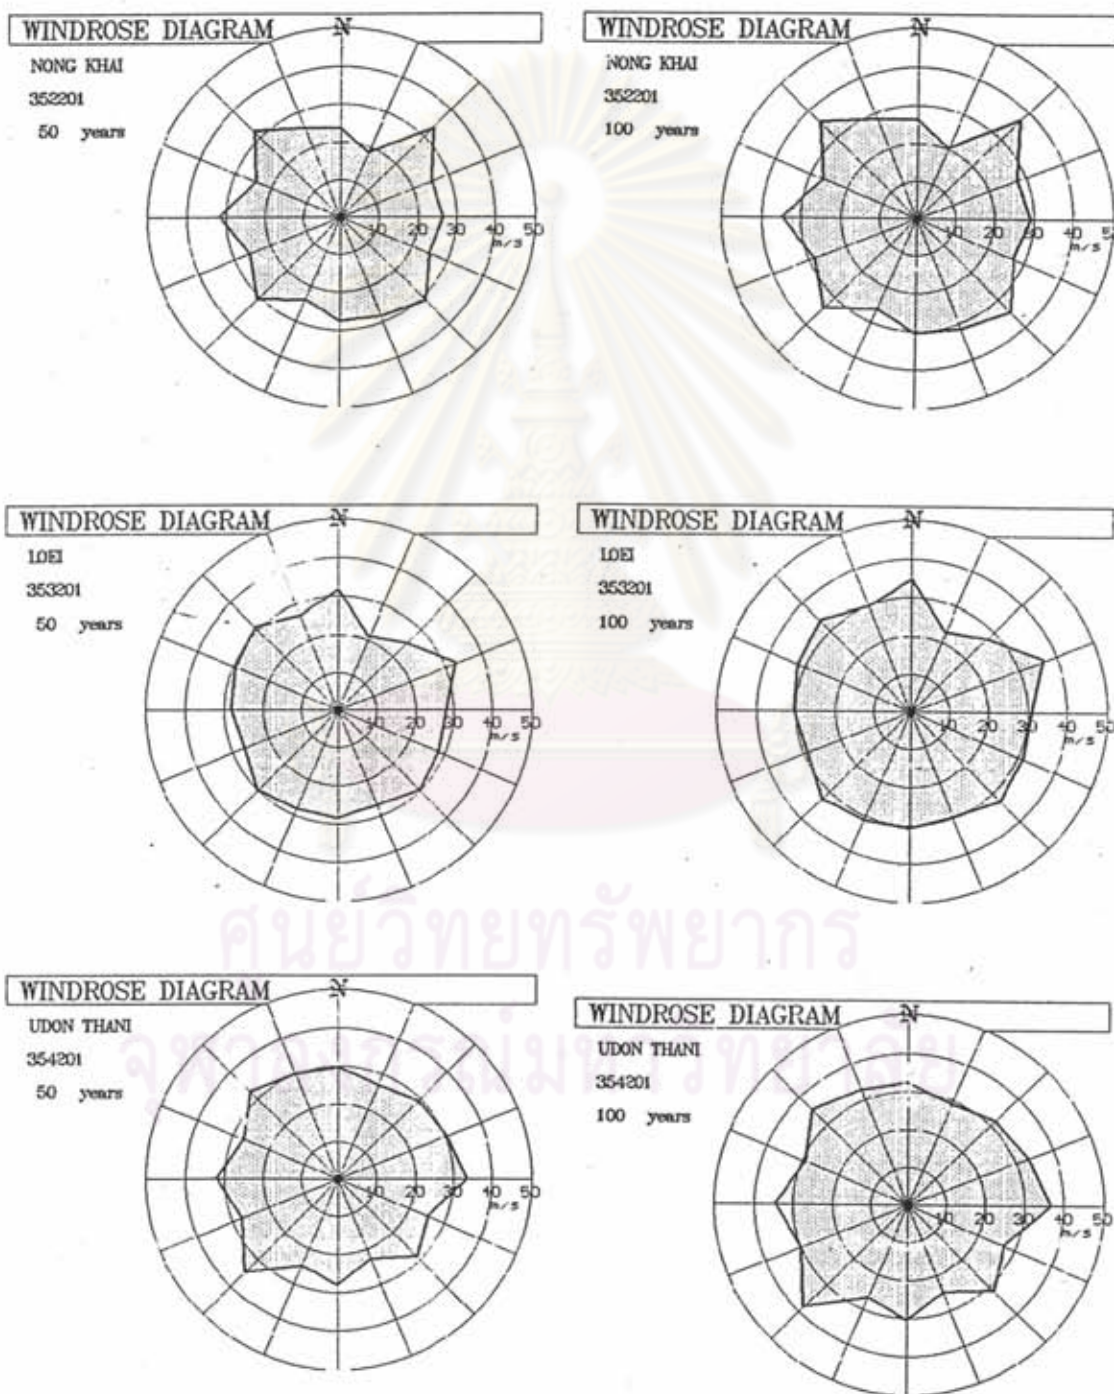 WINDROSE DIAGRAM
N
NONG KHAI
352201
50 years
10 20 30 40 50
m/s
WINDROSE DIAGRAM
N
NONG KHAI
352201
100 years
10 20 30 40 50
m/s
WINDROSE DIAGRAM
N
LOEI
353201
50 years
10 20 30 40 50
m/s
WINDROSE DIAGRAM
N
LOEI
353201
100 years
10 20 30 40 50
m/s
ศูนย์วิทยทรัพยากร
WINDROSE DIAGRAM
N
UDON THANI
354201
50 years
10 20 30 40 50
m/s
WINDROSE DIAGRAM
N
UDON THANI
354201
100 years
10 20 30 40 50
m/s
จุฬาลงกรณ์มหาวิทยาลัย